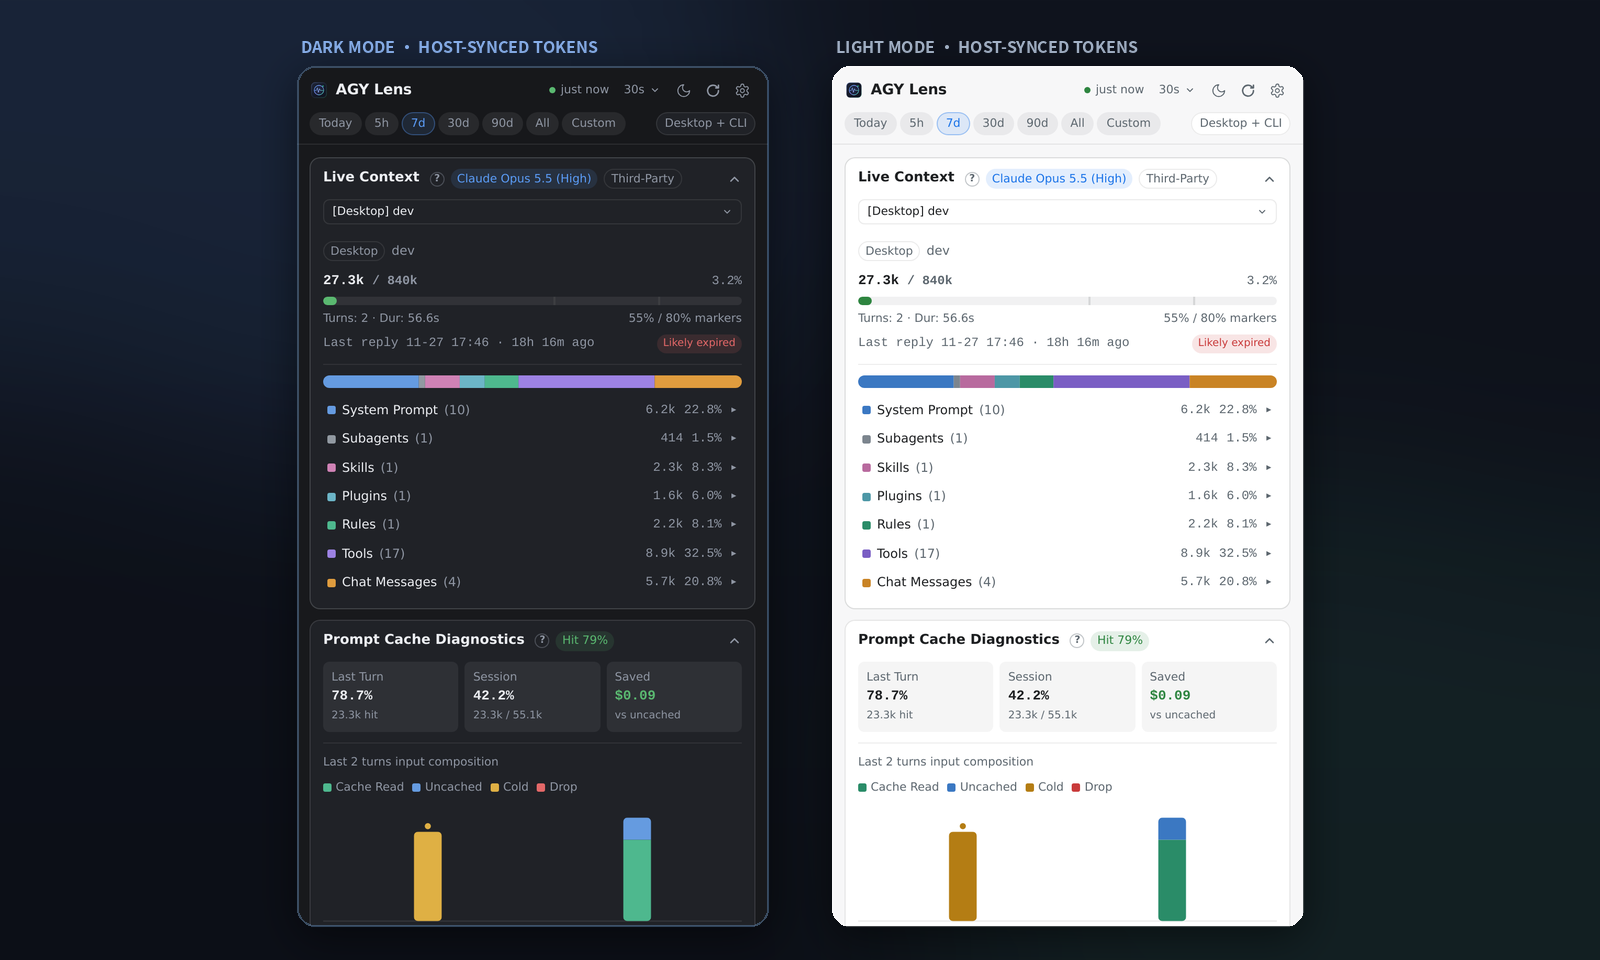 DARK MODE • HOST-SYNCED TOKENS
AGY Lens
just now 30s
Today 5h 7d 30d 90d All Custom Desktop + CLI
Live Context ? Claude Opus 5.5 (High) Third-Party
[Desktop] dev
Desktop dev
27.3k / 840k 3.2%
Turns: 2 · Dur: 56.6s 55% / 80% markers
Last reply 11-27 17:46 · 18h 16m ago Likely expired
System Prompt (10) 6.2k 22.8% ▸
Subagents (1) 414 1.5% ▸
Skills (1) 2.3k 8.3% ▸
Plugins (1) 1.6k 6.0% ▸
Rules (1) 2.2k 8.1% ▸
Tools (17) 8.9k 32.5% ▸
Chat Messages (4) 5.7k 20.8% ▸
Prompt Cache Diagnostics ? Hit 79%
Last Turn Session Saved
78.7% 42.2% $0.09
23.3k hit 23.3k / 55.1k vs uncached
Last 2 turns input composition
Cache Read Uncached Cold Drop
LIGHT MODE • HOST-SYNCED TOKENS
AGY Lens
just now 30s
Today 5h 7d 30d 90d All Custom Desktop + CLI
Live Context ? Claude Opus 5.5 (High) Third-Party
[Desktop] dev
Desktop dev
27.3k / 840k 3.2%
Turns: 2 · Dur: 56.6s 55% / 80% markers
Last reply 11-27 17:46 · 18h 16m ago Likely expired
System Prompt (10) 6.2k 22.8% ▸
Subagents (1) 414 1.5% ▸
Skills (1) 2.3k 8.3% ▸
Plugins (1) 1.6k 6.0% ▸
Rules (1) 2.2k 8.1% ▸
Tools (17) 8.9k 32.5% ▸
Chat Messages (4) 5.7k 20.8% ▸
Prompt Cache Diagnostics ? Hit 79%
Last Turn Session Saved
78.7% 42.2% $0.09
23.3k hit 23.3k / 55.1k vs uncached
Last 2 turns input composition
Cache Read Uncached Cold Drop